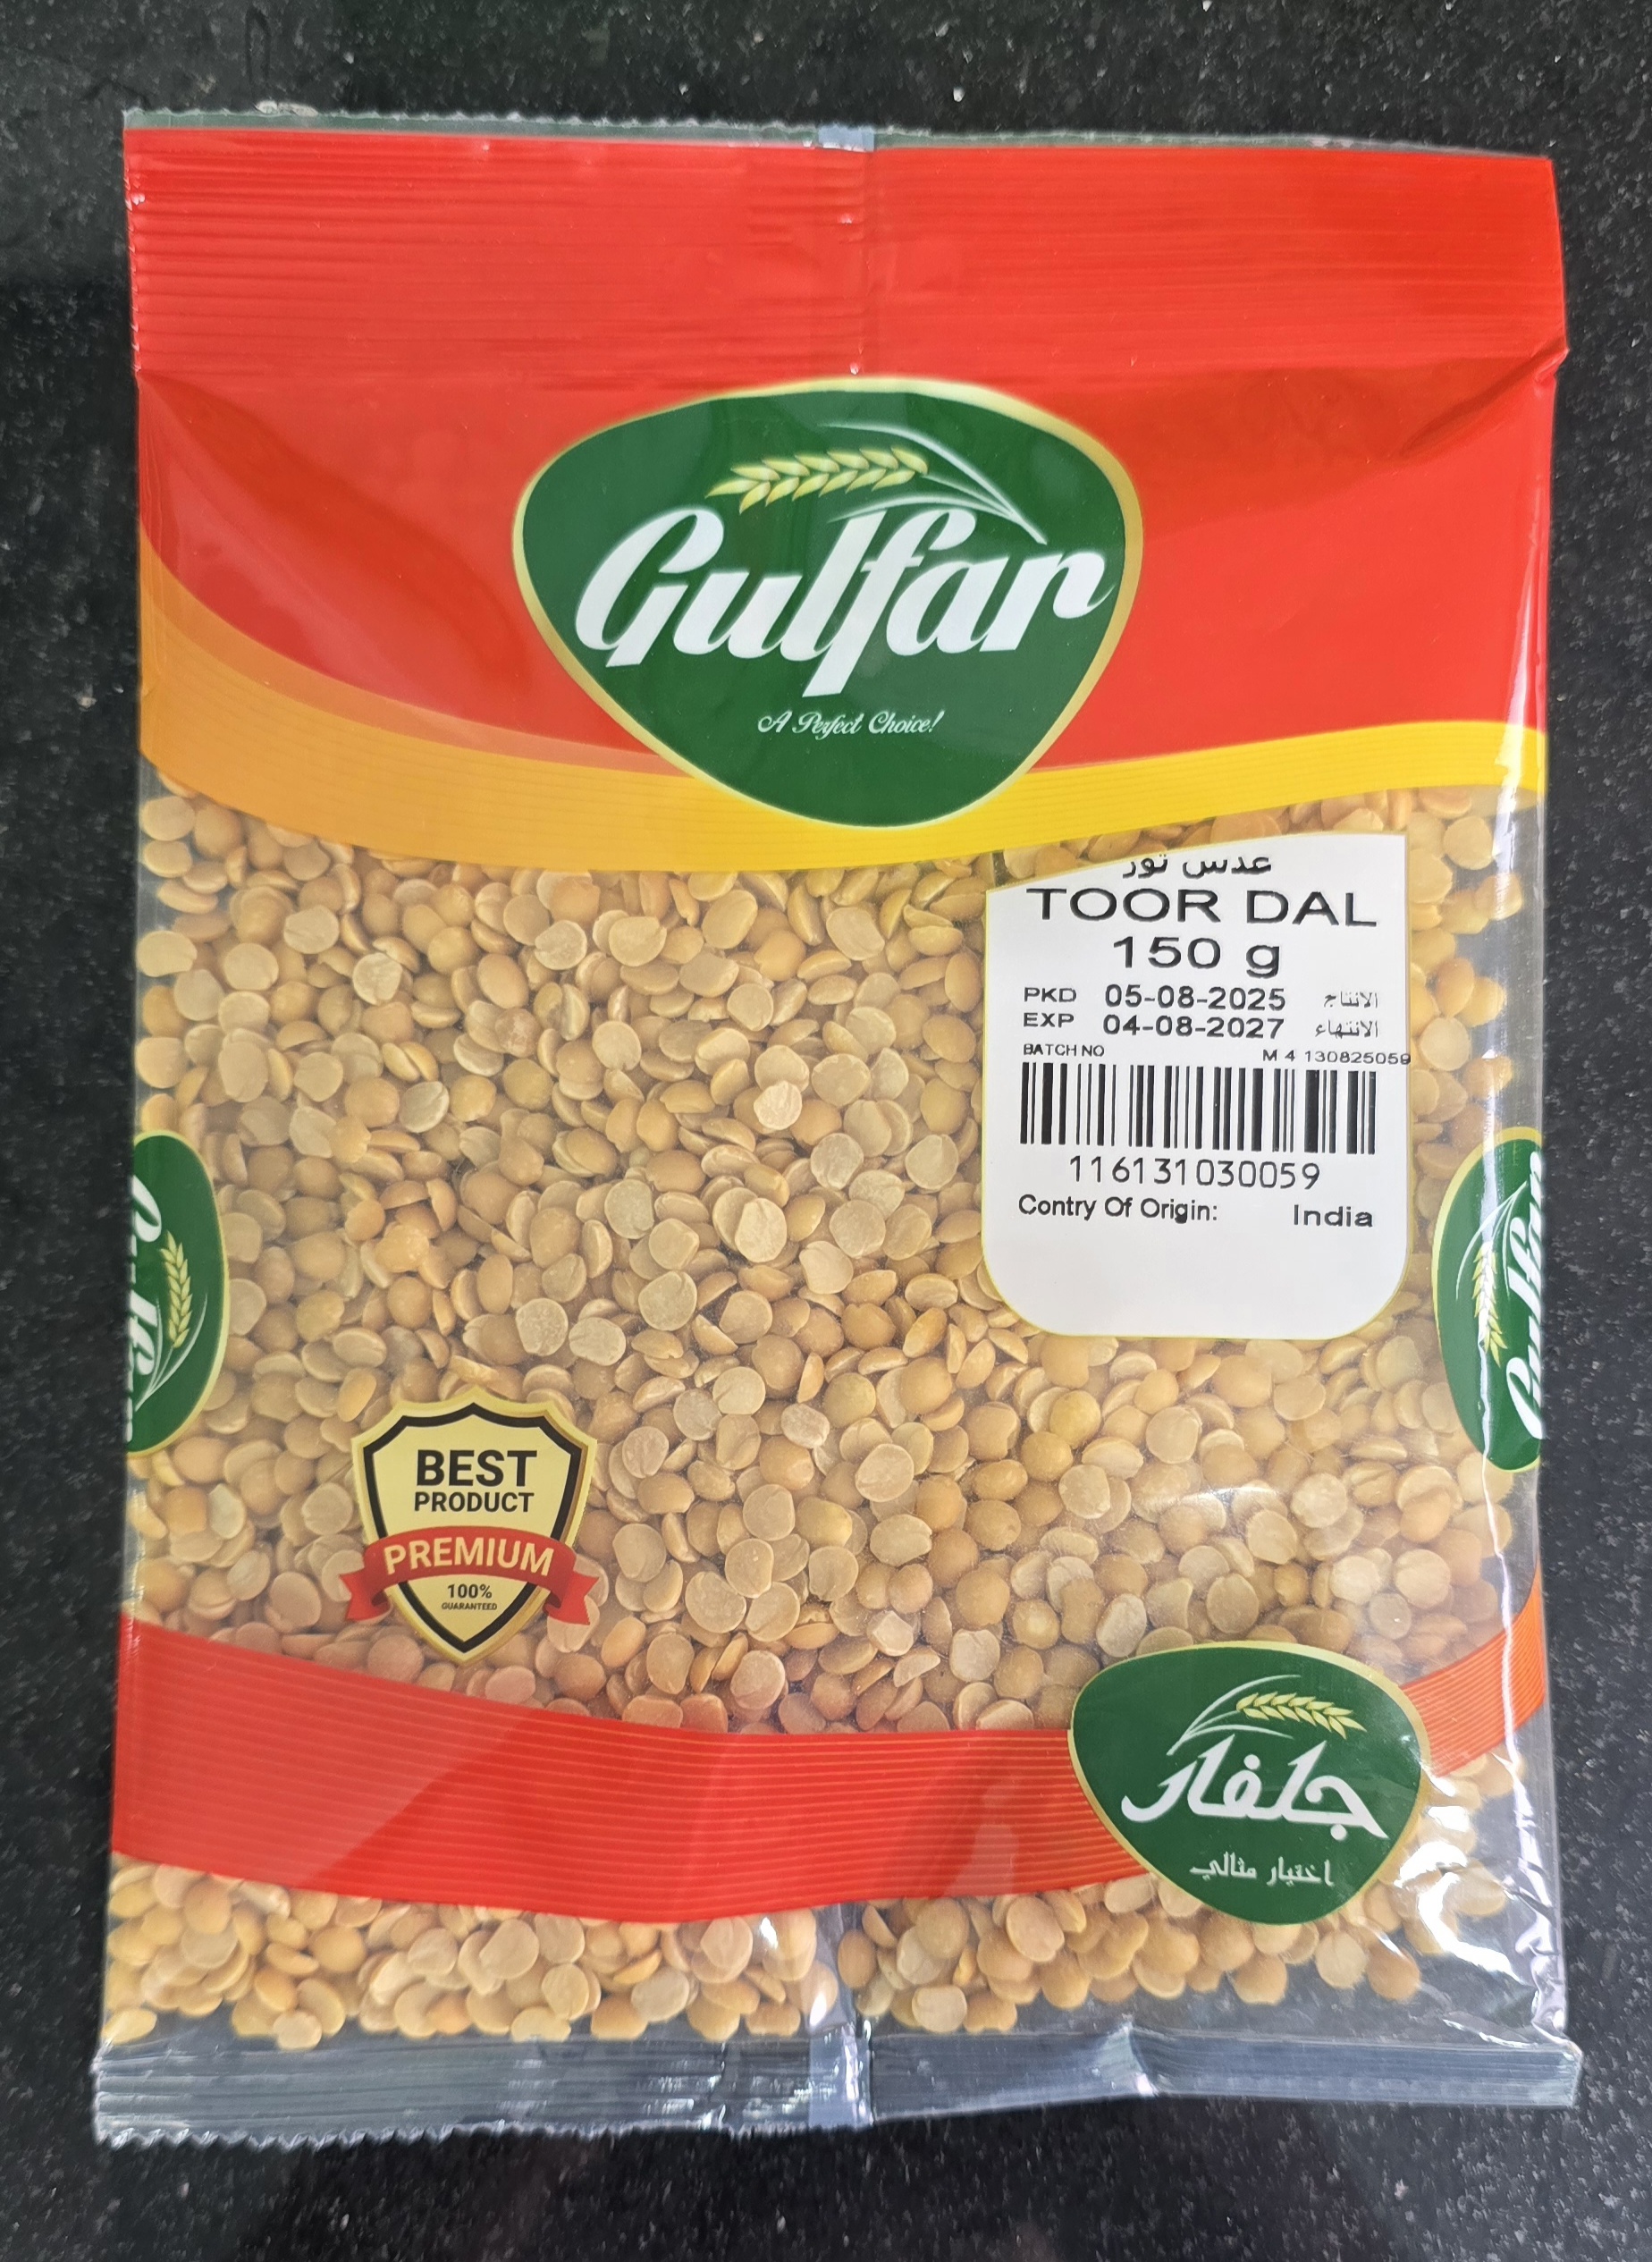 Gulfar
A Perfect Choice!
عدس تور
TOOR DAL
150 g
PKD 05-08-2025 الانتاج
EXP 04-08-2027 الانتهاء
BATCH NO M 4 130825059
116131030059
Contry Of Origin: India
Gulfar
BEST
PRODUCT
PREMIUM
100%
GUARANTEED
جلفار
اختيار مثالي